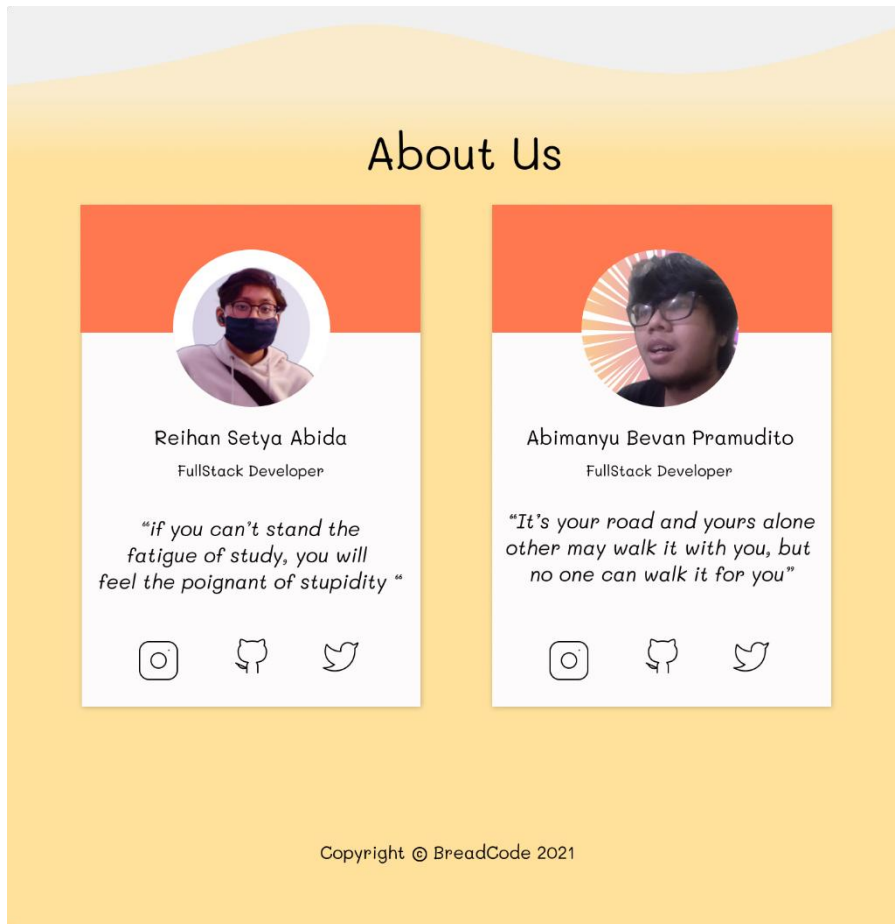 About Us
Reihan Setya Abida
FullStack Developer
“if you can’t stand the
fatigue of study, you will
feel the poignant of stupidity “
Abimanyu Bevan Pramudito
FullStack Developer
“It’s your road and yours alone
other may walk it with you, but
no one can walk it for you”
Copyright © BreadCode 2021